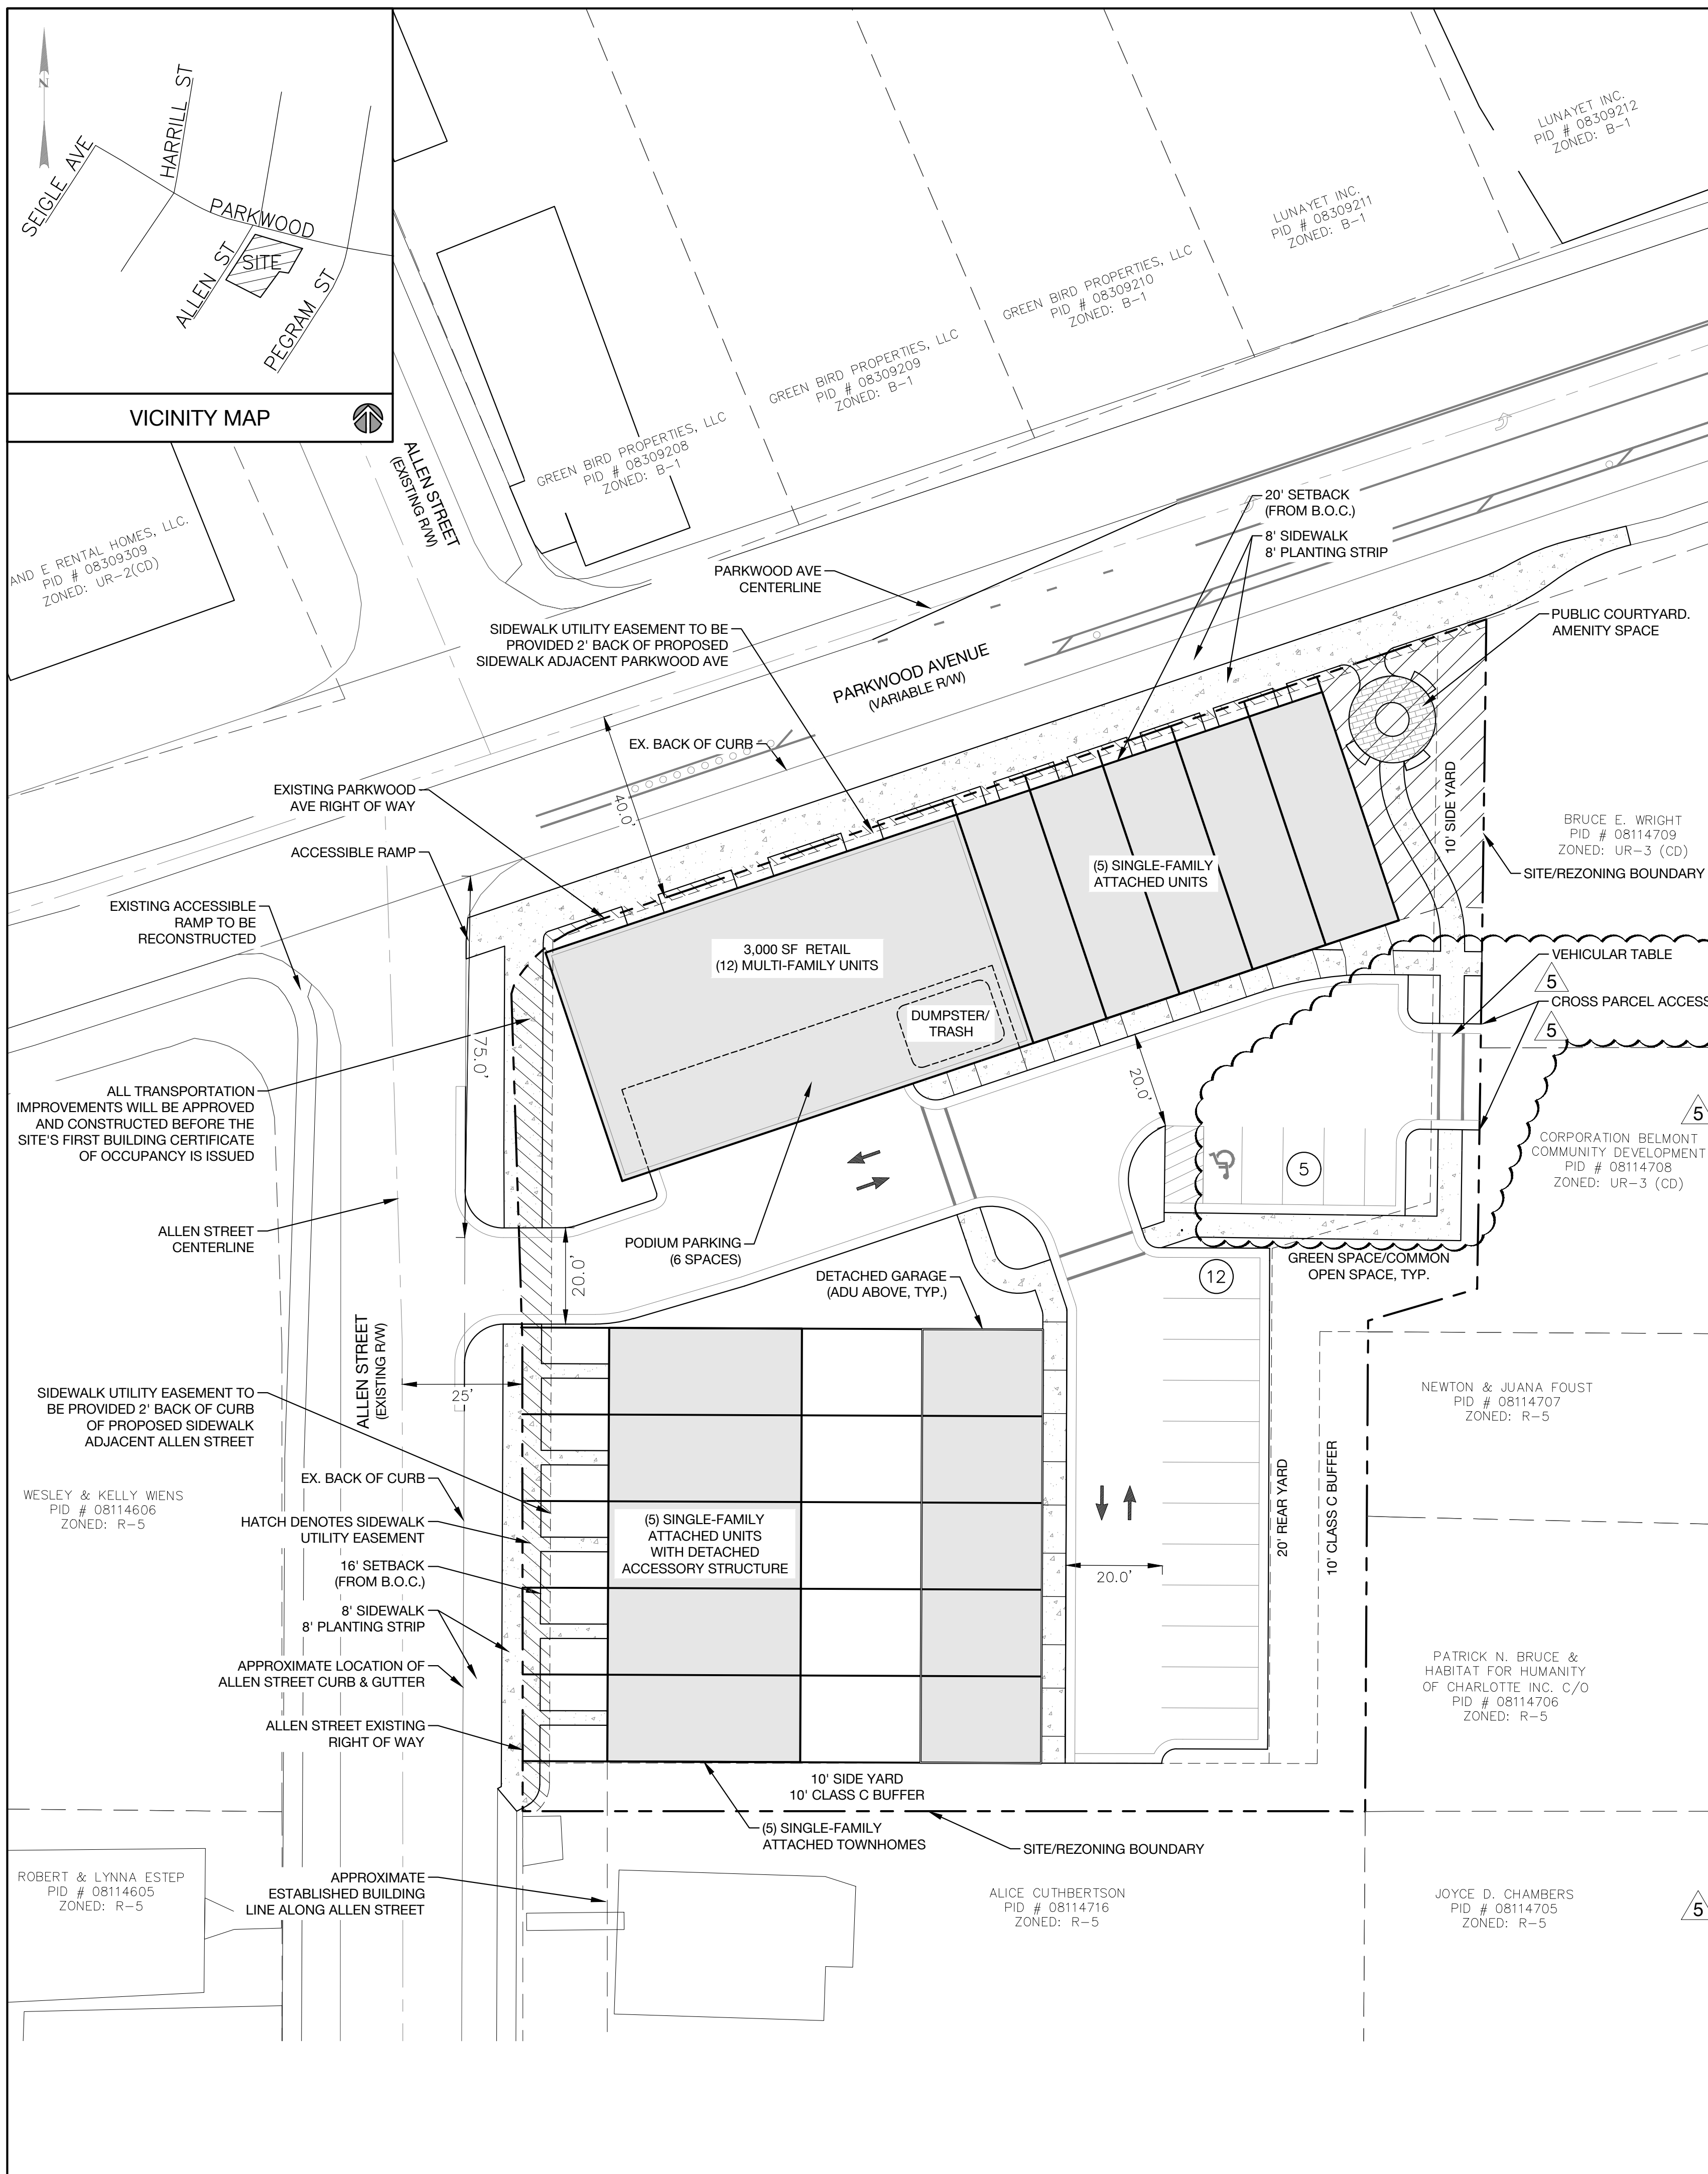 N
SEIGLE AVE
HARRILL ST
PARKWOOD
ALLEN ST
SITE
PEGRAM ST
VICINITY MAP
LUNAYET INC.
PID # 08309212
ZONED: B-1
LUNAYET INC.
PID # 08309211
ZONED: B-1
GREEN BIRD PROPERTIES, LLC
PID # 08309210
ZONED: B-1
GREEN BIRD PROPERTIES, LLC
PID # 08309209
ZONED: B-1
GREEN BIRD PROPERTIES, LLC
PID # 08309208
ZONED: B-1
ALLEN STREET
(EXISTING R/W)
AND E RENTAL HOMES, LLC.
PID # 08309309
ZONED: UR-2(CD)
20' SETBACK
(FROM B.O.C.)
8' SIDEWALK
8' PLANTING STRIP
PARKWOOD AVE
CENTERLINE
PUBLIC COURTYARD.
AMENITY SPACE
SIDEWALK UTILITY EASEMENT TO BE
PROVIDED 2' BACK OF PROPOSED
SIDEWALK ADJACENT PARKWOOD AVE
PARKWOOD AVENUE
(VARIABLE R/W)
EX. BACK OF CURB
40.0'
EXISTING PARKWOOD
AVE RIGHT OF WAY
ACCESSIBLE RAMP
EXISTING ACCESSIBLE
RAMP TO BE
RECONSTRUCTED
10' SIDE YARD
BRUCE E. WRIGHT
PID # 08114709
ZONED: UR-3 (CD)
SITE/REZONING BOUNDARY
(5) SINGLE-FAMILY
ATTACHED UNITS
3,000 SF RETAIL
(12) MULTI-FAMILY UNITS
DUMPSTER/
TRASH
VEHICULAR TABLE
5
CROSS PARCEL ACCESS
5
75.0'
20.0'
ALL TRANSPORTATION
IMPROVEMENTS WILL BE APPROVED
AND CONSTRUCTED BEFORE THE
SITE'S FIRST BUILDING CERTIFICATE
OF OCCUPANCY IS ISSUED
5
CORPORATION BELMONT
COMMUNITY DEVELOPMENT
PID # 08114708
ZONED: UR-3 (CD)
5
ALLEN STREET
CENTERLINE
PODIUM PARKING
(6 SPACES)
20.0'
DETACHED GARAGE
(ADU ABOVE, TYP.)
12
GREEN SPACE/COMMON
OPEN SPACE, TYP.
ALLEN STREET
(EXISTING R/W)
25'
SIDEWALK UTILITY EASEMENT TO
BE PROVIDED 2' BACK OF CURB
OF PROPOSED SIDEWALK
ADJACENT ALLEN STREET
NEWTON & JUANA FOUST
PID # 08114707
ZONED: R-5
EX. BACK OF CURB
WESLEY & KELLY WIENS
PID # 08114606
ZONED: R-5
HATCH DENOTES SIDEWALK
UTILITY EASEMENT
(5) SINGLE-FAMILY
ATTACHED UNITS
WITH DETACHED
ACCESSORY STRUCTURE
20' REAR YARD
10' CLASS C BUFFER
16' SETBACK
(FROM B.O.C.)
20.0'
8' SIDEWALK
8' PLANTING STRIP
APPROXIMATE LOCATION OF
ALLEN STREET CURB & GUTTER
PATRICK N. BRUCE &
HABITAT FOR HUMANITY
OF CHARLOTTE INC. C/O
PID # 08114706
ZONED: R-5
ALLEN STREET EXISTING
RIGHT OF WAY
10' SIDE YARD
10' CLASS C BUFFER
(5) SINGLE-FAMILY
ATTACHED TOWNHOMES
SITE/REZONING BOUNDARY
ROBERT & LYNNA ESTEP
PID # 08114605
ZONED: R-5
APPROXIMATE
ESTABLISHED BUILDING
LINE ALONG ALLEN STREET
ALICE CUTHBERTSON
PID # 08114716
ZONED: R-5
JOYCE D. CHAMBERS
PID # 08114705
ZONED: R-5
5